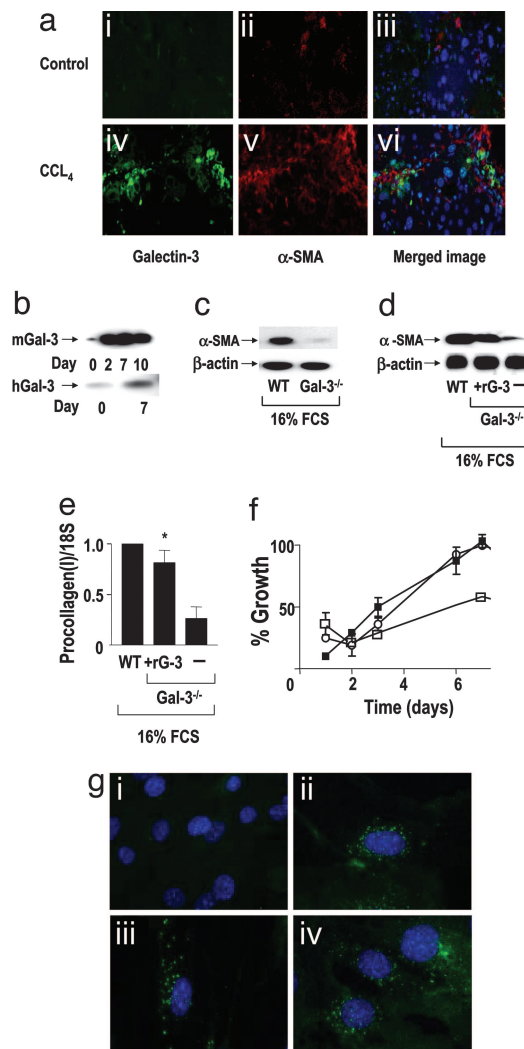 a
i ii iii
Control
iv v vi
CCL₄
Galectin-3 α-SMA Merged image
b
mGal-3
Day 0 2 7 10
hGal-3
Day 0 7
c
α-SMA
β-actin
WT Gal-3⁻/⁻
16% FCS
d
α-SMA
β-actin
WT +rG-3 –
Gal-3⁻/⁻
16% FCS
e
Procollagen(I)/18S
1.0
0.5
0
*
WT +rG-3 –
Gal-3⁻/⁻
16% FCS
f
% Growth
100
50
0 2 4 6
Time (days)
g
i ii
iii iv